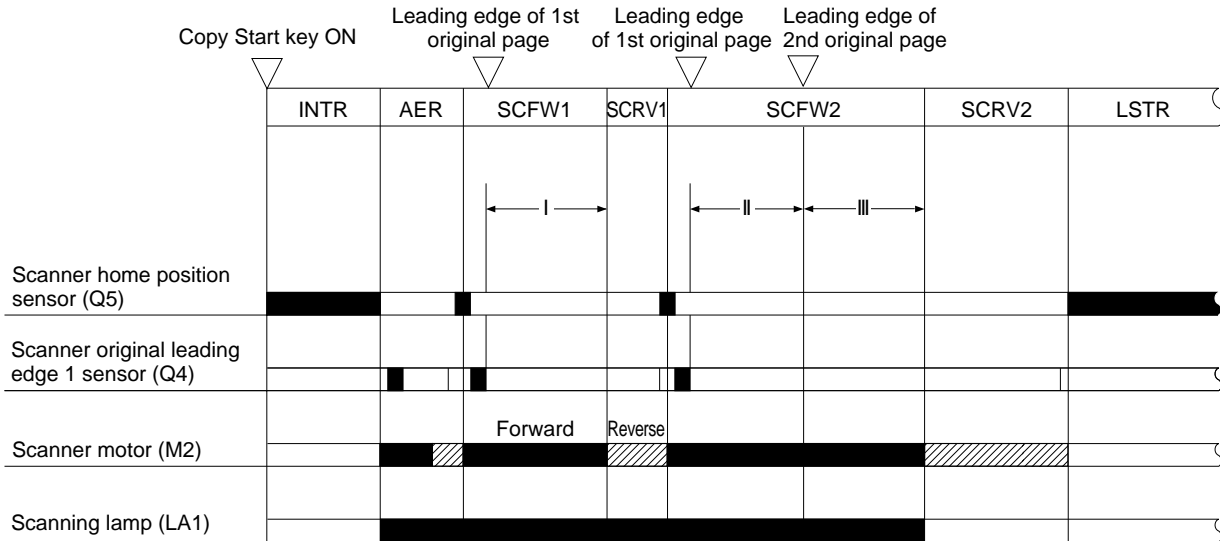 Copy Start key ON
Leading edge of 1st
original page
Leading edge
of 1st original page
Leading edge of
2nd original page
INTR
AER
SCFW1
SCRV1
SCFW2
SCRV2
LSTR
I
II
III
Scanner home position
sensor (Q5)
Scanner original leading
edge 1 sensor (Q4)
Forward
Reverse
Scanner motor (M2)
Scanning lamp (LA1)